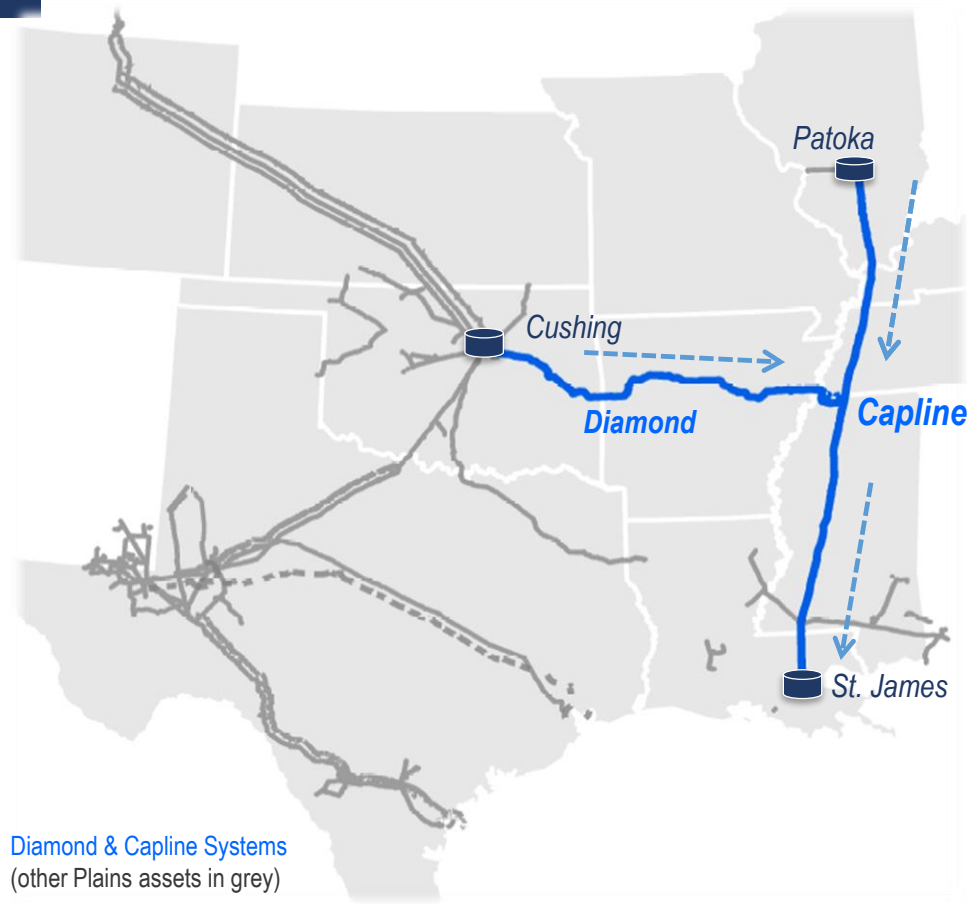 Patoka
Cushing
Diamond
Capline
St. James
Diamond & Capline Systems
(other Plains assets in grey)